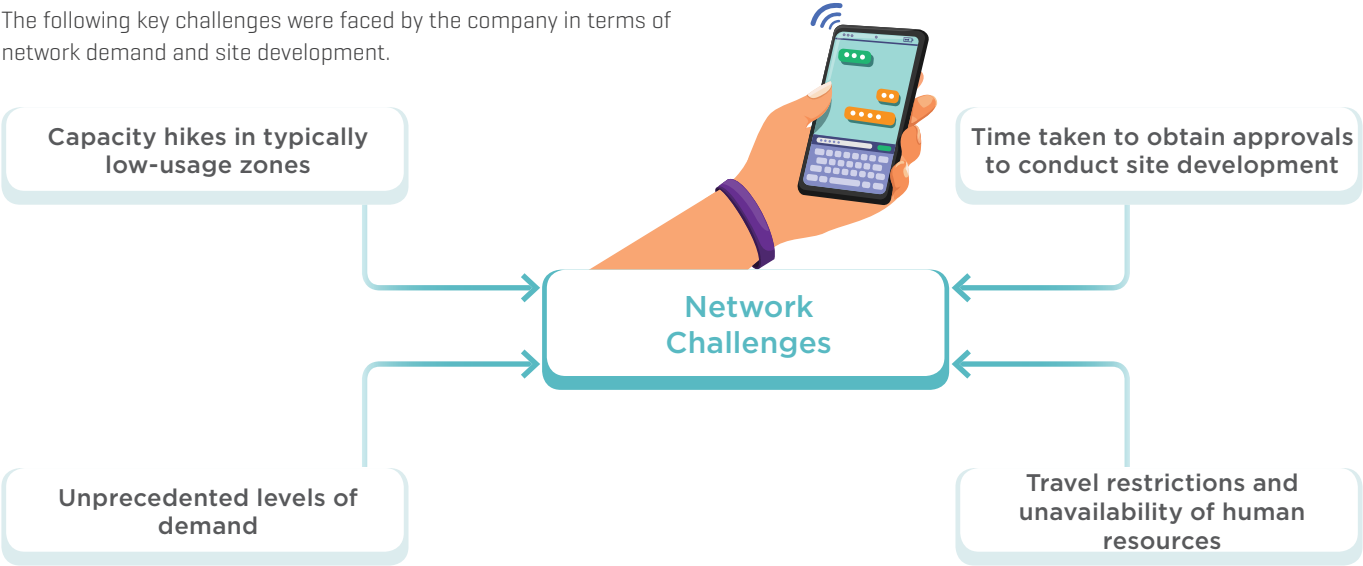 The following key challenges were faced by the company in terms of
network demand and site development.
Capacity hikes in typically
low-usage zones
Time taken to obtain approvals
to conduct site development
Network
Challenges
Unprecedented levels of
demand
Travel restrictions and
unavailability of human
resources